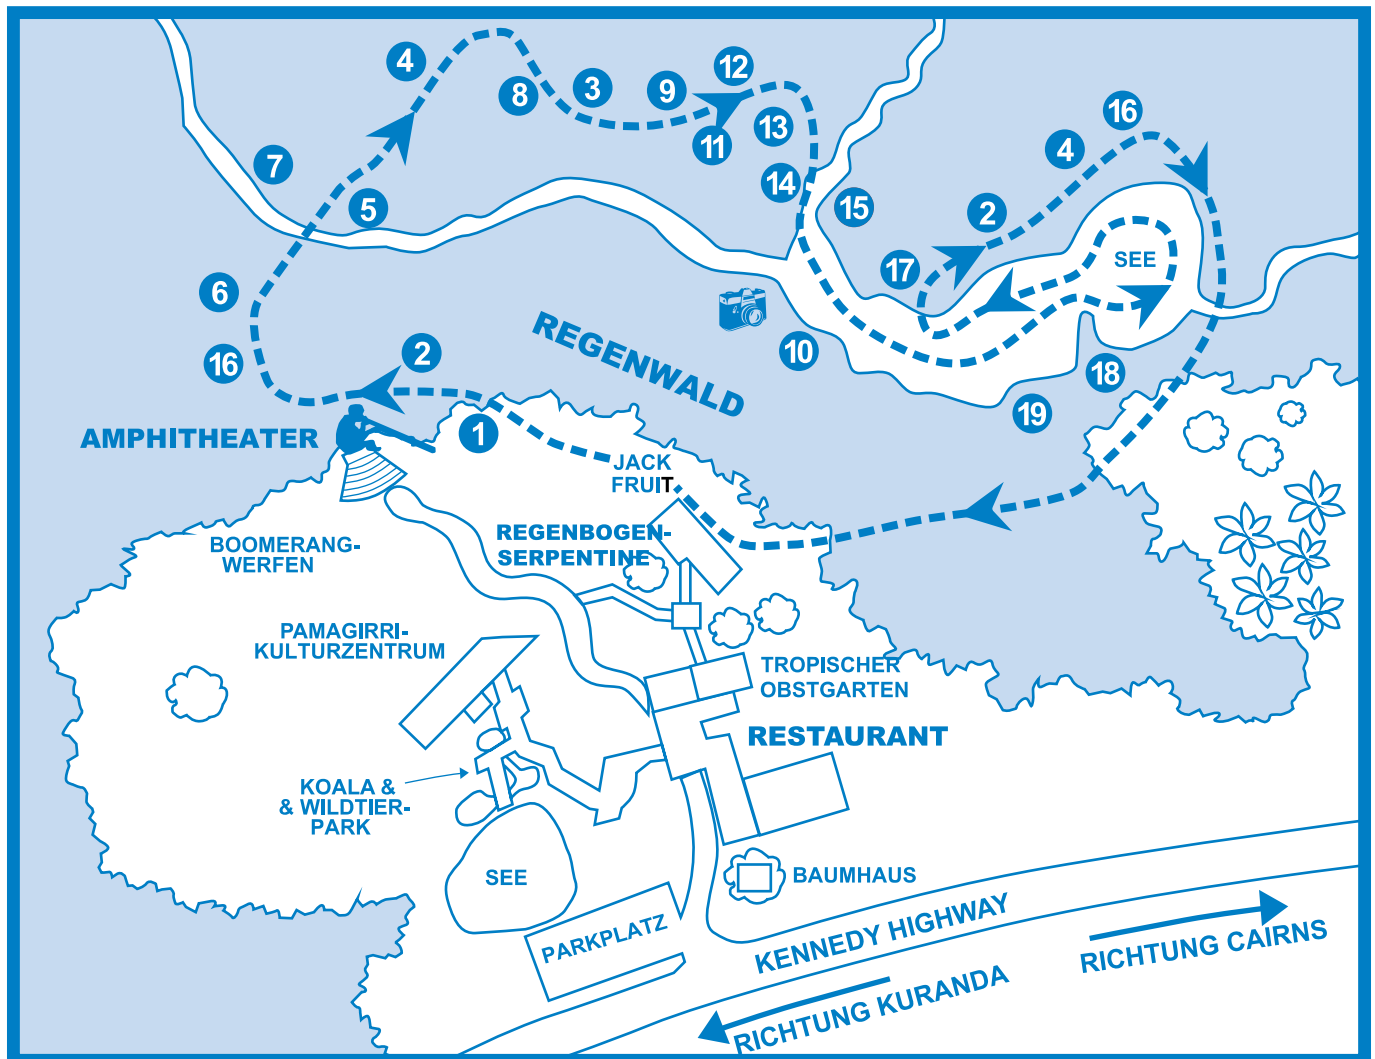 4
12
8
3
9
11
13
16
7
5
14
15
4
2
17
SEE
6
16
2
10
18
19
REGENWALD
1
AMPHITHEATER
JACK
FRUIT
REGENBOGEN-
SERPENTINE
BOOMERANG-
WERFEN
PAMAGIRRI-
KULTURZENTRUM
TROPISCHER
OBSTGARTEN
RESTAURANT
KOALA &
& WILDTIER-
PARK
SEE
BAUMHAUS
PARKPLATZ
KENNEDY HIGHWAY
RICHTUNG CAIRNS
RICHTUNG KURANDA